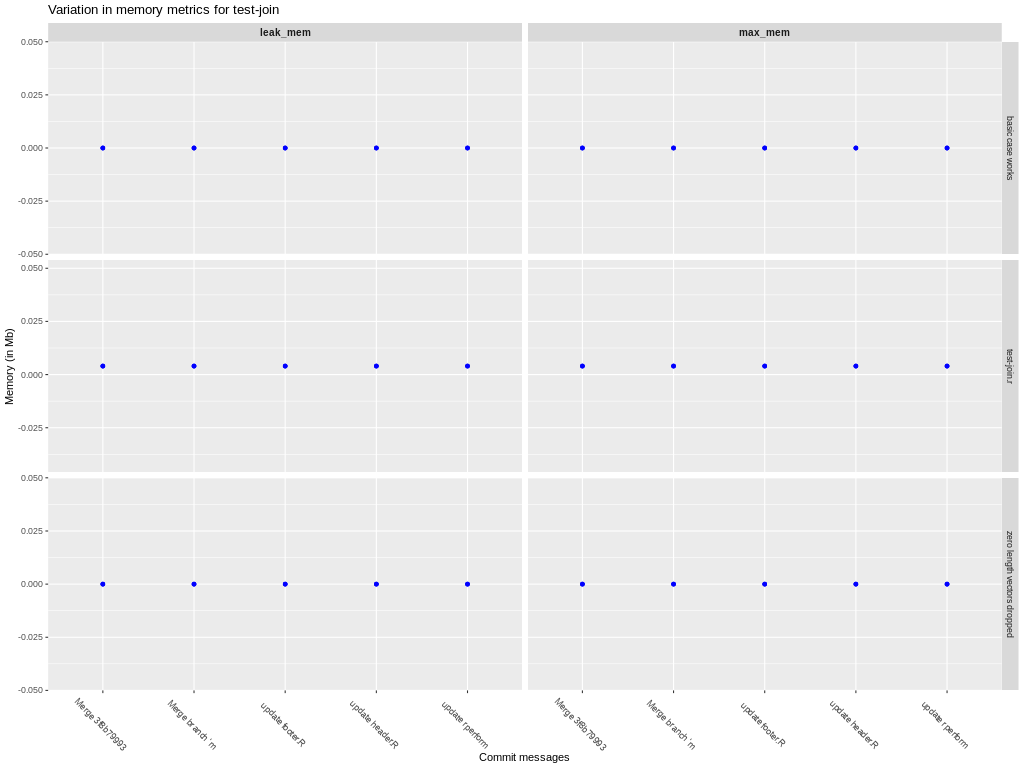 Variation in memory metrics for test-join
leak_mem
max_mem
0.050
0.025
0.000
-0.025
-0.050
basic case works
0.050
0.025
0.000
-0.025
test-join.r
0.050
0.025
0.000
-0.025
-0.050
zero length vectors dropped
Memory (in Mb)
Merge 3f8b79993
Merge branch 'm
update footer.R
update header.R
update rperform
Merge 3f8b79993
Merge branch 'm
update footer.R
update header.R
update rperform
Commit messages